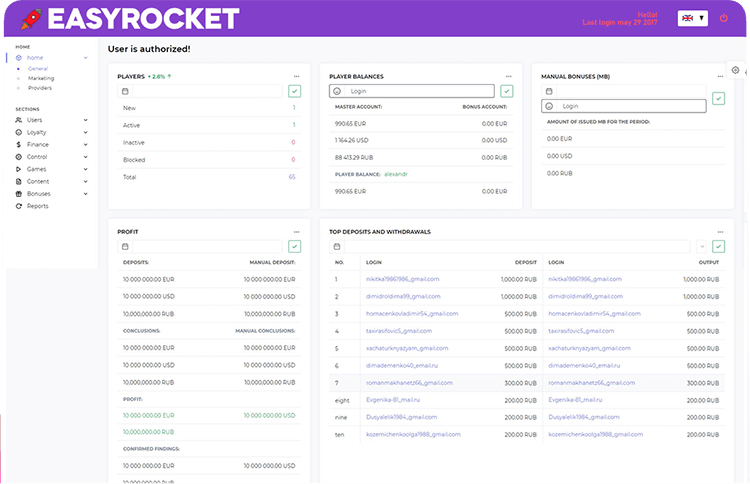 EASYROCKET
Hello!
Last login may 29 2017
HOME
home
General
Marketing
Providers
SECTIONS
Users
Loyalty
Finance
Control
Games
Content
Bonuses
Reports
User is authorized!
PLAYERS + 2.6% ↑
New 1
Active 1
Inactive 0
Blocked 0
Total 65
PLAYER BALANCES
Login
MASTER ACCOUNT: BONUS ACCOUNT:
990.65 EUR 0.00 EUR
1 164.26 USD 0.00 USD
88 413.29 RUB 0.00 RUB
PLAYER BALANCE: alexandr
990.65 EUR 0.00 EUR
MANUAL BONUSES (MB)
Login
AMOUNT OF ISSUED MB FOR THE PERIOD:
0.00 EUR
0.00 USD
0.00 RUB
PROFIT
DEPOSITS: MANUAL DEPOSIT:
10 000 000.00 EUR 10 000 000.00 EUR
10 000 000.00 USD 10 000 000.00 USD
10,000,000.00 RUB 10,000,000.00 RUB
CONCLUSIONS: MANUAL CONCLUSIONS:
10 000 000.00 EUR 10 000 000.00 EUR
10 000 000.00 USD 10 000 000.00 USD
10,000,000.00 RUB 10,000,000.00 RUB
PROFIT:
10 000 000.00 EUR 10 000 000.00 USD
10,000,000.00 RUB
CONFIRMED FINDINGS:
10 000 000.00 EUR 10 000 000.00 USD
TOP DEPOSITS AND WITHDRAWALS
NO. LOGIN DEPOSIT LOGIN OUTPUT
1 nikitka19861986_gmail.com 1,000.00 RUB nikitka19861986_gmail.com 1,000.00 RUB
2 dimidroldima99_gmail.com 1,000.00 RUB dimidroldima99_gmail.com 1,000.00 RUB
3 homacenkovladimir54_gmail.com 500.00 RUB homacenkovladimir54_gmail.com 500.00 RUB
4 taxirasifovic5_gmail.com 500.00 RUB taxirasifovic5_gmail.com 500.00 RUB
5 xachaturknyazyam_gmail.com 500.00 RUB xachaturknyazyam_gmail.com 500.00 RUB
6 dimademenko40_email.ru 500.00 RUB dimademenko40_email.ru 500.00 RUB
7 romanmakhanetz66_gmail.com 300.00 RUB romanmakhanetz66_gmail.com 300.00 RUB
eight Evgenika-81_mail.ru 200.00 RUB Evgenika-81_mail.ru 200.00 RUB
nine Dusyalelik1984_gmail.com 200.00 RUB Dusyalelik1984_gmail.com 200.00 RUB
ten kozemichenkoolga1988_gmail.com 200.00 RUB kozemichenkoolga1988_gmail.com 200.00 RUB